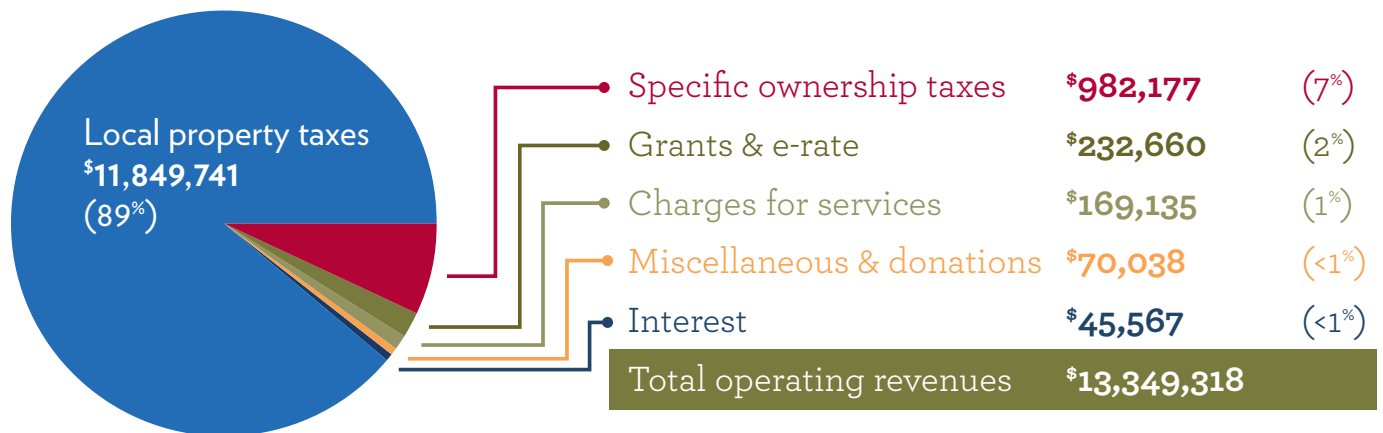 Local property taxes
$11,849,741
(89%)
Specific ownership taxes $982,177 (7%)
Grants & e-rate $232,660 (2%)
Charges for services $169,135 (1%)
Miscellaneous & donations $70,038 (<1%)
Interest $45,567 (<1%)
Total operating revenues $13,349,318